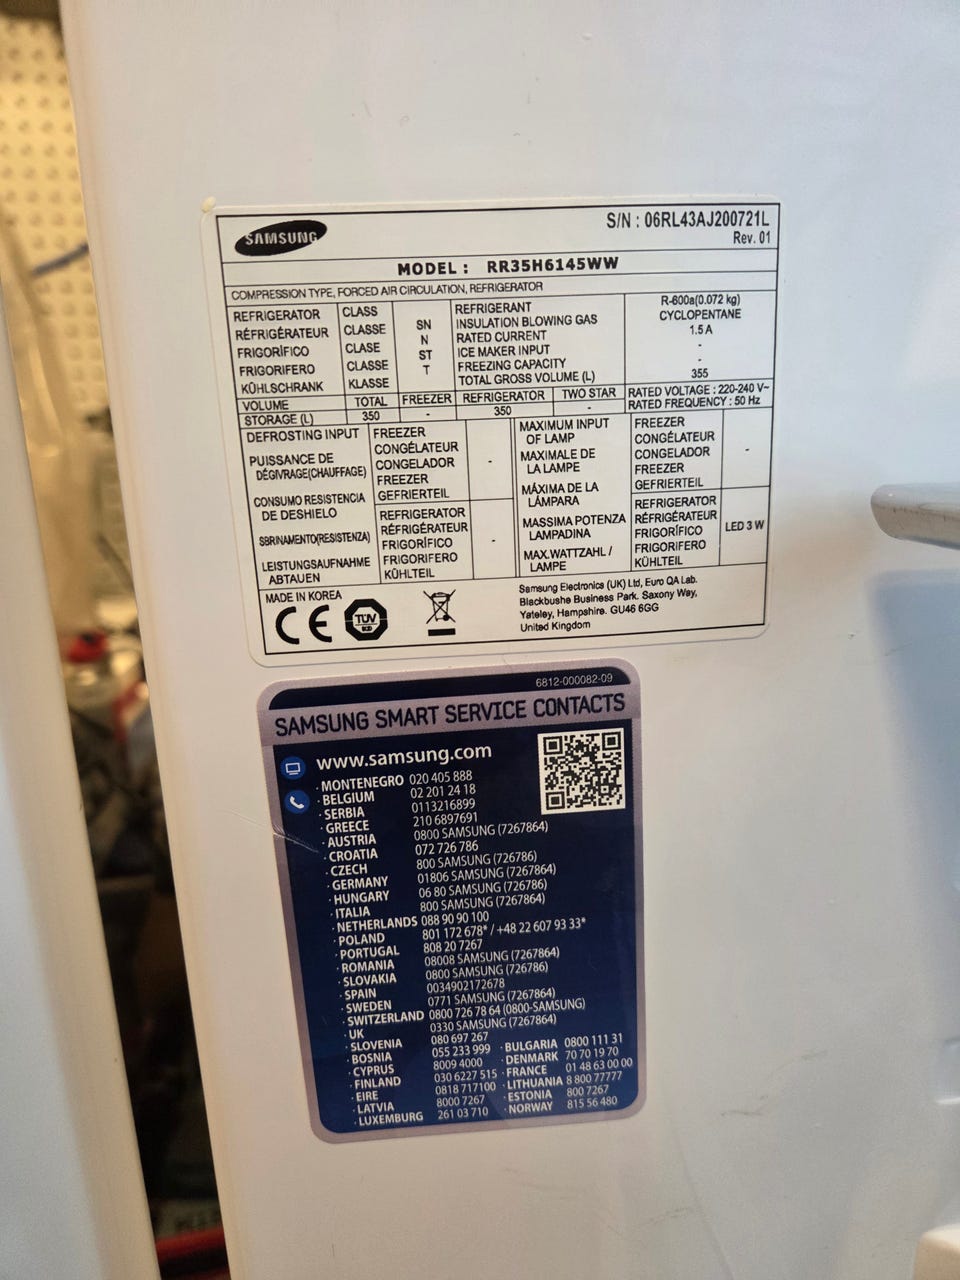 SAMSUNG
S/N : 06RL43AJ200721L
Rev. 01
MODEL : RR35H6145WW
COMPRESSION TYPE, FORCED AIR CIRCULATION, REFRIGERATOR
REFRIGERATOR
RÉFRIGÉRATEUR
FRIGORÍFICO
FRIGORIFERO
KÜHLSCHRANK
CLASS
CLASSE
CLASE
CLASSE
KLASSE
SN
N
ST
T
REFRIGERANT
INSULATION BLOWING GAS
RATED CURRENT
ICE MAKER INPUT
FREEZING CAPACITY
TOTAL GROSS VOLUME (L)
R-600a(0.072 kg)
CYCLOPENTANE
1.5 A
-
-
355
VOLUME TOTAL FREEZER REFRIGERATOR TWO STAR
STORAGE (L) 350 - 350 -
RATED VOLTAGE : 220-240 V~
RATED FREQUENCY : 50 Hz
DEFROSTING INPUT
PUISSANCE DE
DÉGIVRAGE(CHAUFFAGE)
CONSUMO RESISTENCIA
DE DESHIELO
SBRINAMENTO(RESISTENZA)
LEISTUNGSAUFNAHME
ABTAUEN
FREEZER
CONGÉLATEUR
CONGELADOR
FREEZER
GEFRIERTEIL
-
REFRIGERATOR
RÉFRIGÉRATEUR
FRIGORÍFICO
FRIGORIFERO
KÜHLTEIL
-
MAXIMUM INPUT
OF LAMP
MAXIMALE DE
LA LAMPE
MÁXIMA DE LA
LÁMPARA
MASSIMA POTENZA
LAMPADINA
MAX.WATTZAHL /
LAMPE
FREEZER
CONGÉLATEUR
CONGELADOR
FREEZER
GEFRIERTEIL
-
REFRIGERATOR
RÉFRIGÉRATEUR
FRIGORÍFICO
FRIGORIFERO
KÜHLTEIL
LED 3 W
MADE IN KOREA
CE
TÜV
Samsung Electronics (UK) Ltd, Euro QA Lab.
Blackbushe Business Park. Saxony Way,
Yateley, Hampshire. GU46 6GG
United Kingdom
6812-000082-09
SAMSUNG SMART SERVICE CONTACTS
www.samsung.com
· MONTENEGRO 020 405 888
· BELGIUM 02 201 24 18
· SERBIA 0113216899
· GREECE 210 6897691
· AUSTRIA 0800 SAMSUNG (7267864)
· CROATIA 072 726 786
· CZECH 800 SAMSUNG (726786)
· GERMANY 01806 SAMSUNG (7267864)
· HUNGARY 06 80 SAMSUNG (726786)
· ITALIA 800 SAMSUNG (7267864)
· NETHERLANDS 088 90 90 100
· POLAND 801 172 678* / +48 22 607 93 33*
· PORTUGAL 808 20 7267
· ROMANIA 08008 SAMSUNG (7267864)
· SLOVAKIA 0800 SAMSUNG (726786)
· SPAIN 0034902172678
· SWEDEN 0771 SAMSUNG (7267864)
· SWITZERLAND 0800 726 78 64 (0800-SAMSUNG)
· UK 0330 SAMSUNG (7267864)
· SLOVENIA 080 697 267
· BOSNIA 055 233 999
· CYPRUS 8009 4000
· FINLAND 030 6227 515
· EIRE 0818 717100
· LATVIA 8000 7267
· LUXEMBURG 261 03 710
· BULGARIA 0800 111 31
· DENMARK 70 70 19 70
· FRANCE 01 48 63 00 00
· LITHUANIA 8 800 77777
· ESTONIA 800 7267
· NORWAY 815 56 480